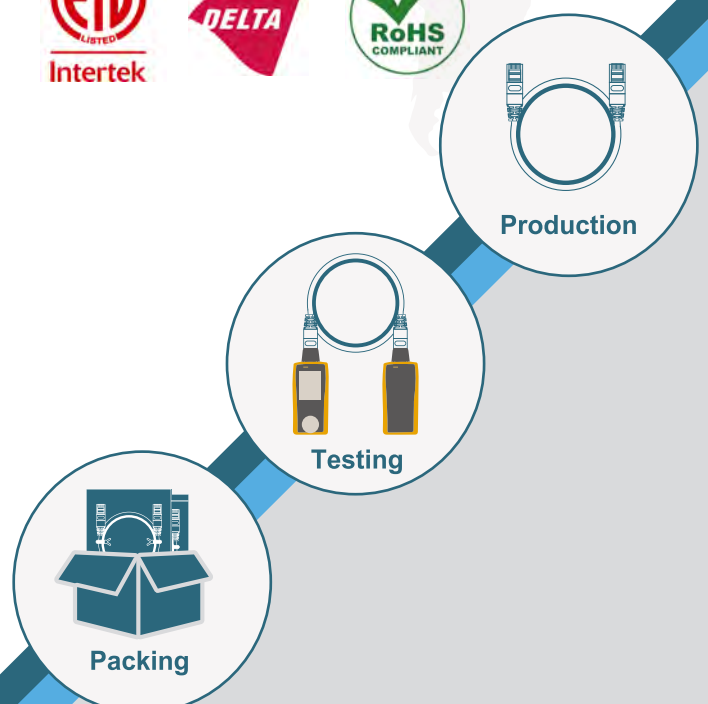 LISTED
Intertek
DELTA
RoHS
COMPLIANT
Production
Testing
Packing